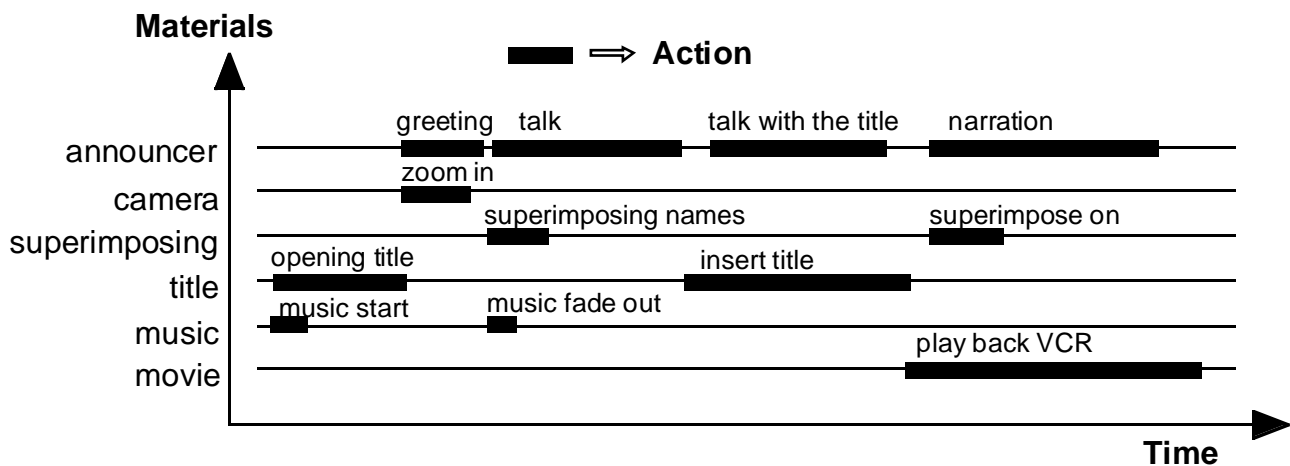 Materials
Action
greeting talk talk with the title narration
announcer
zoom in
camera
superimposing names superimpose on
superimposing
opening title insert title
title
music start music fade out
music
play back VCR
movie
Time